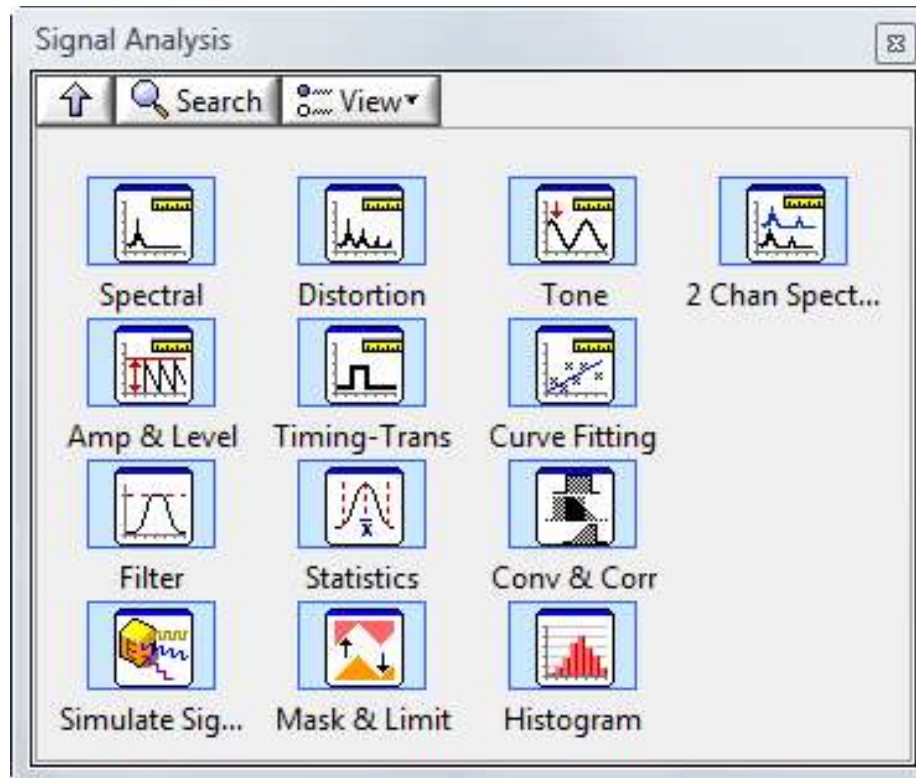 Signal Analysis
Search View
Spectral Distortion Tone 2 Chan Spect...
Amp & Level Timing-Trans Curve Fitting
Filter Statistics Conv & Corr
Simulate Sig... Mask & Limit Histogram